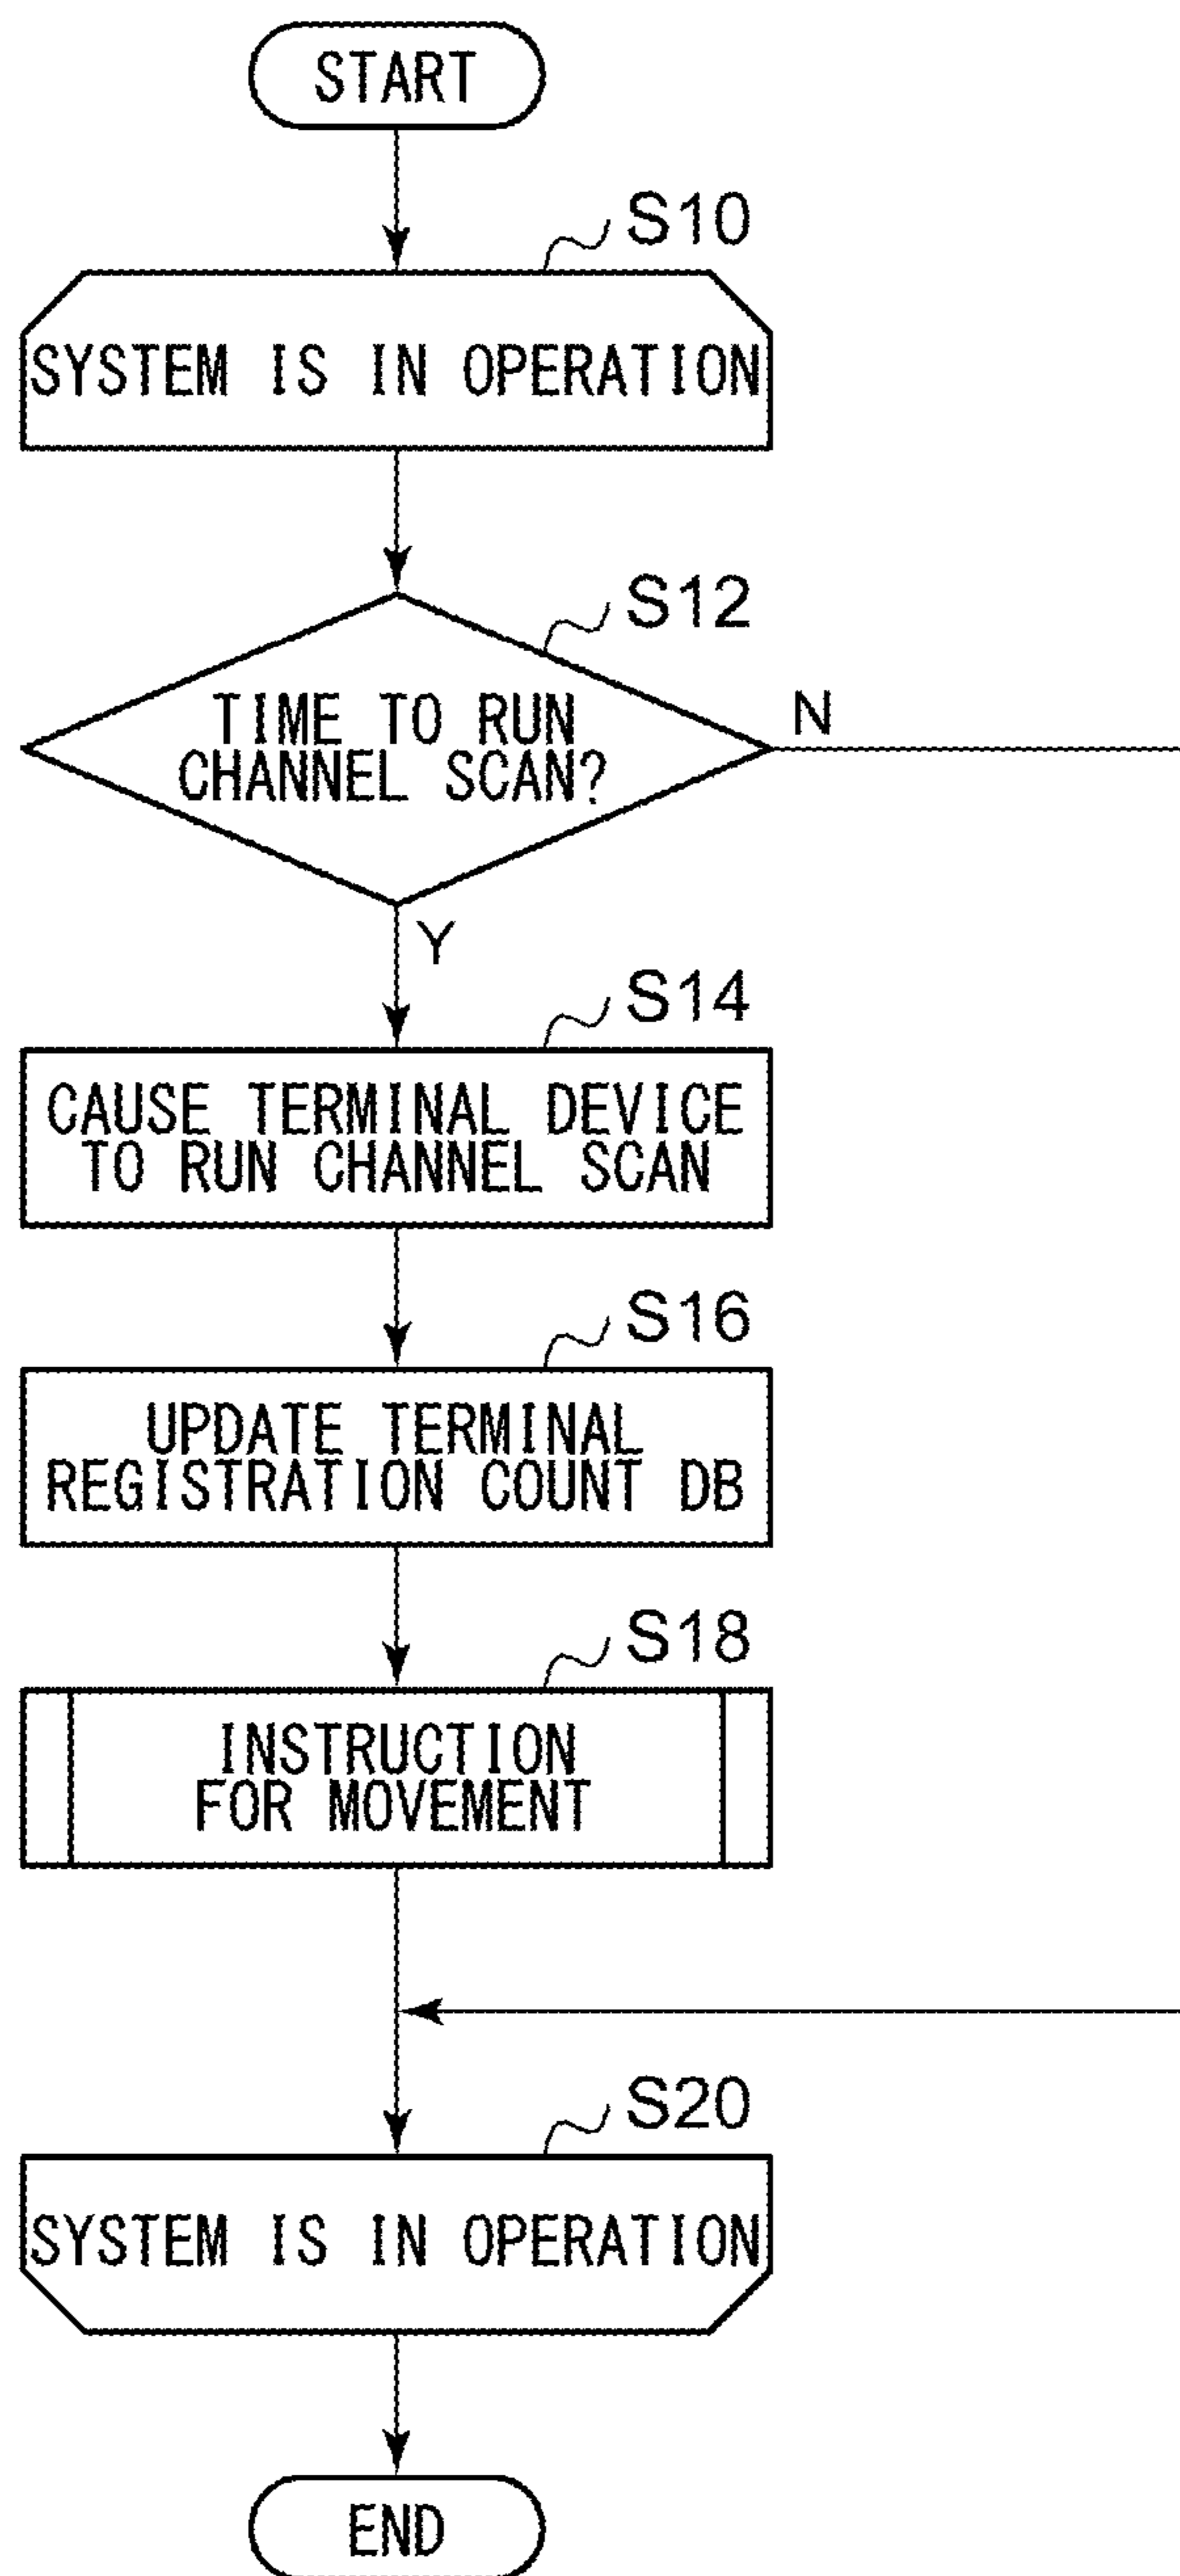 START
S10
SYSTEM IS IN OPERATION
S12
TIME TO RUN
CHANNEL SCAN?
N
Y
S14
CAUSE TERMINAL DEVICE
TO RUN CHANNEL SCAN
S16
UPDATE TERMINAL
REGISTRATION COUNT DB
S18
INSTRUCTION
FOR MOVEMENT
S20
SYSTEM IS IN OPERATION
END